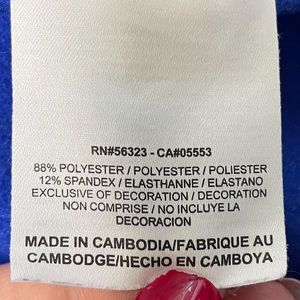 RN#56323 - CA#05553
88% POLYESTER / POLYESTER / POLIESTER
12% SPANDEX / ELASTHANNE / ELASTANO
EXCLUSIVE OF DECORATION / DECORATION
NON COMPRISE / NO INCLUYE LA
DECORACIÓN
MADE IN CAMBODIA/FABRIQUE AU
CAMBODGE/HECHO EN CAMBOYA